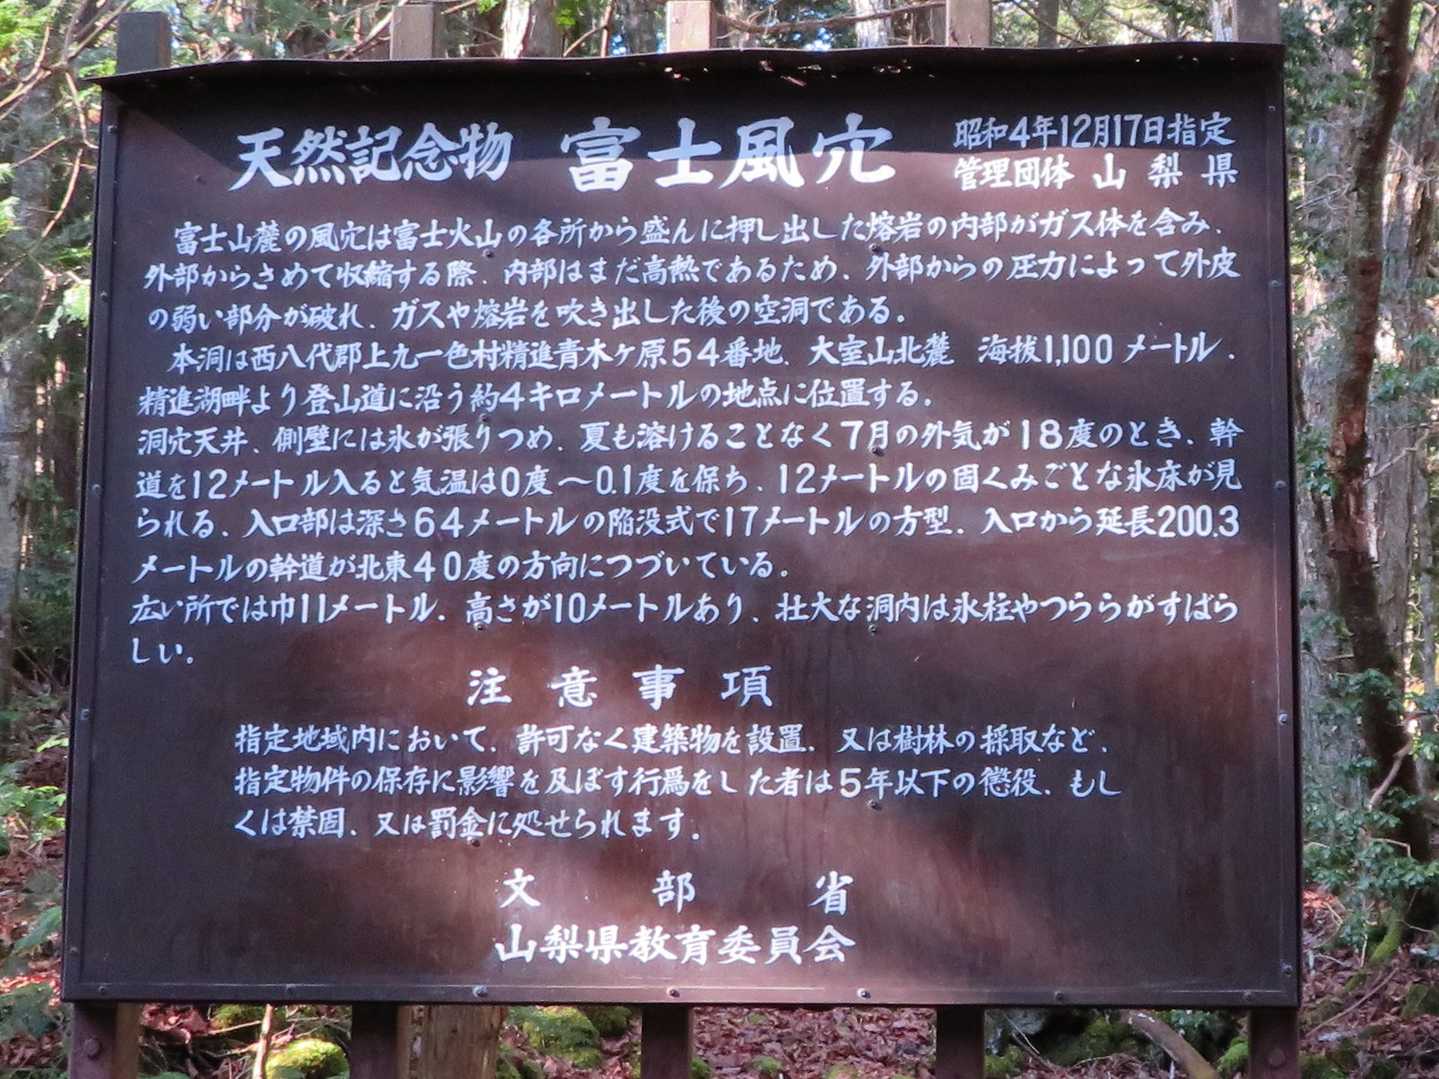 天然記念物 富士風穴 昭和4年12月17日指定
管理団体 山梨県
富士山麓の風穴は富士火山の各所から盛んに押し出した熔岩の内部がガス体を含み、
外部からさめて収縮する際、内部はまだ高熱であるため、外部からの圧力によって外皮
の弱い部分が破れ、ガスや熔岩を吹き出した後の空洞である。
本洞は西八代郡上九一色村精進青木ケ原54番地、大室山北麓 海抜1,100メートル、
精進湖畔より登山道に沿う約4キロメートルの地点に位置する。
洞穴天井、側壁には氷が張りつめ、夏も溶けることなく7月の外気が18度のとき、幹
道を12メートル入ると気温は0度〜0.1度を保ち、12メートルの固くみごとな氷床が見
られる、入口部は深さ64メートルの陥没式で17メートルの方型、入口から延長200.3
メートルの幹道が北東40度の方向につづいている。
広い所では巾11メートル、高さが10メートルあり、壮大な洞内は氷柱やつららがすばら
しい。
注意事項
指定地域内において、許可なく建築物を設置、又は樹林の採取など、
指定物件の保存に影響を及ぼす行爲をした者は5年以下の懲役、もし
くは禁固、又は罰金に処せられます。
文部省
山梨県教育委員会